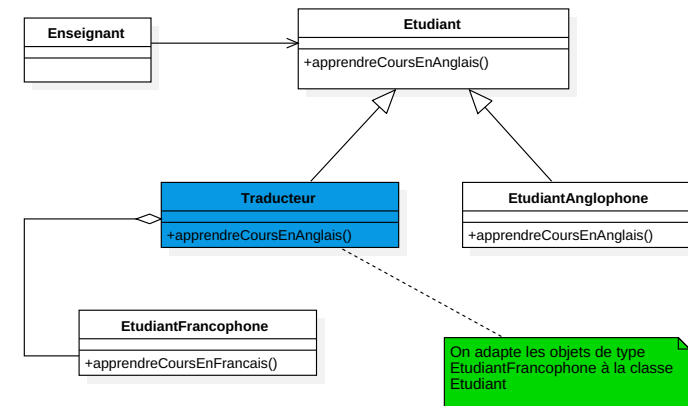 Enseignant
Etudiant
+apprendreCoursEnAnglais()
Traducteur
+apprendreCoursEnAnglais()
EtudiantAnglophone
+apprendreCoursEnAnglais()
EtudiantFrancophone
+apprendreCoursEnFrancais()
On adapte les objets de type
EtudiantFrancophone à la classe
Etudiant